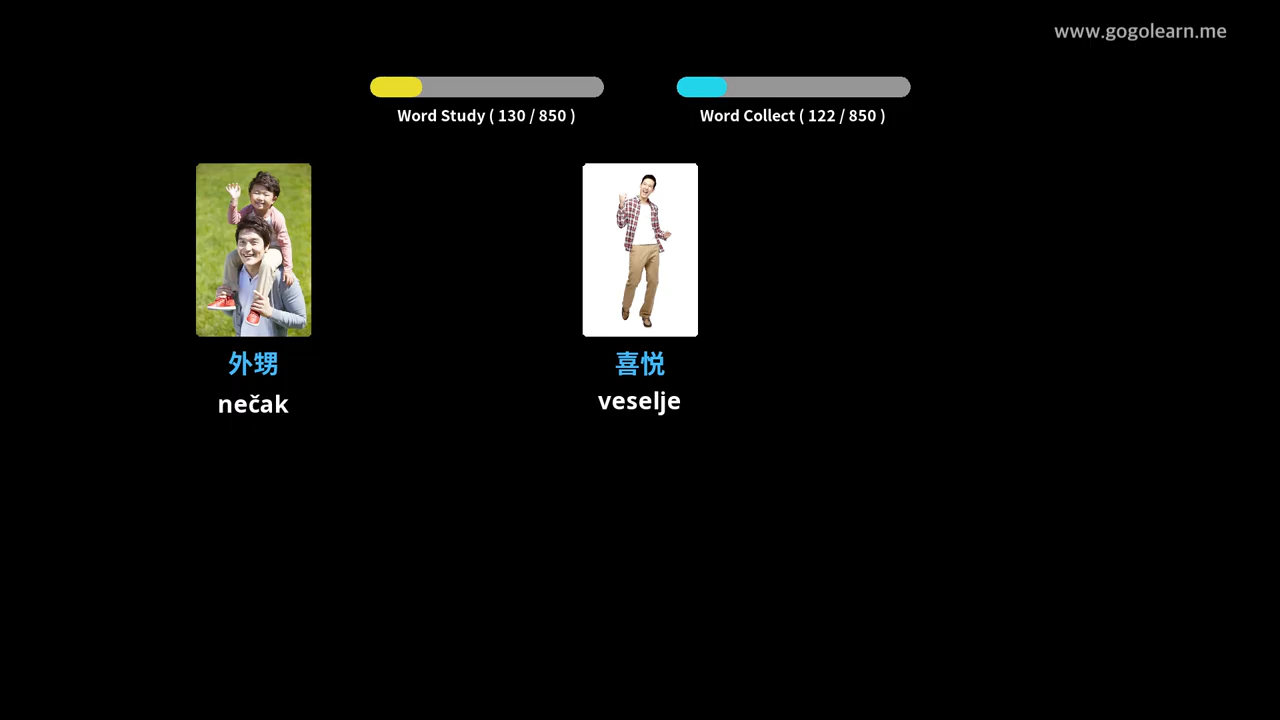 www.gogolearn.me
Word Study ( 130 / 850 )
Word Collect ( 122 / 850 )
外甥
nečak
喜悦
veselje